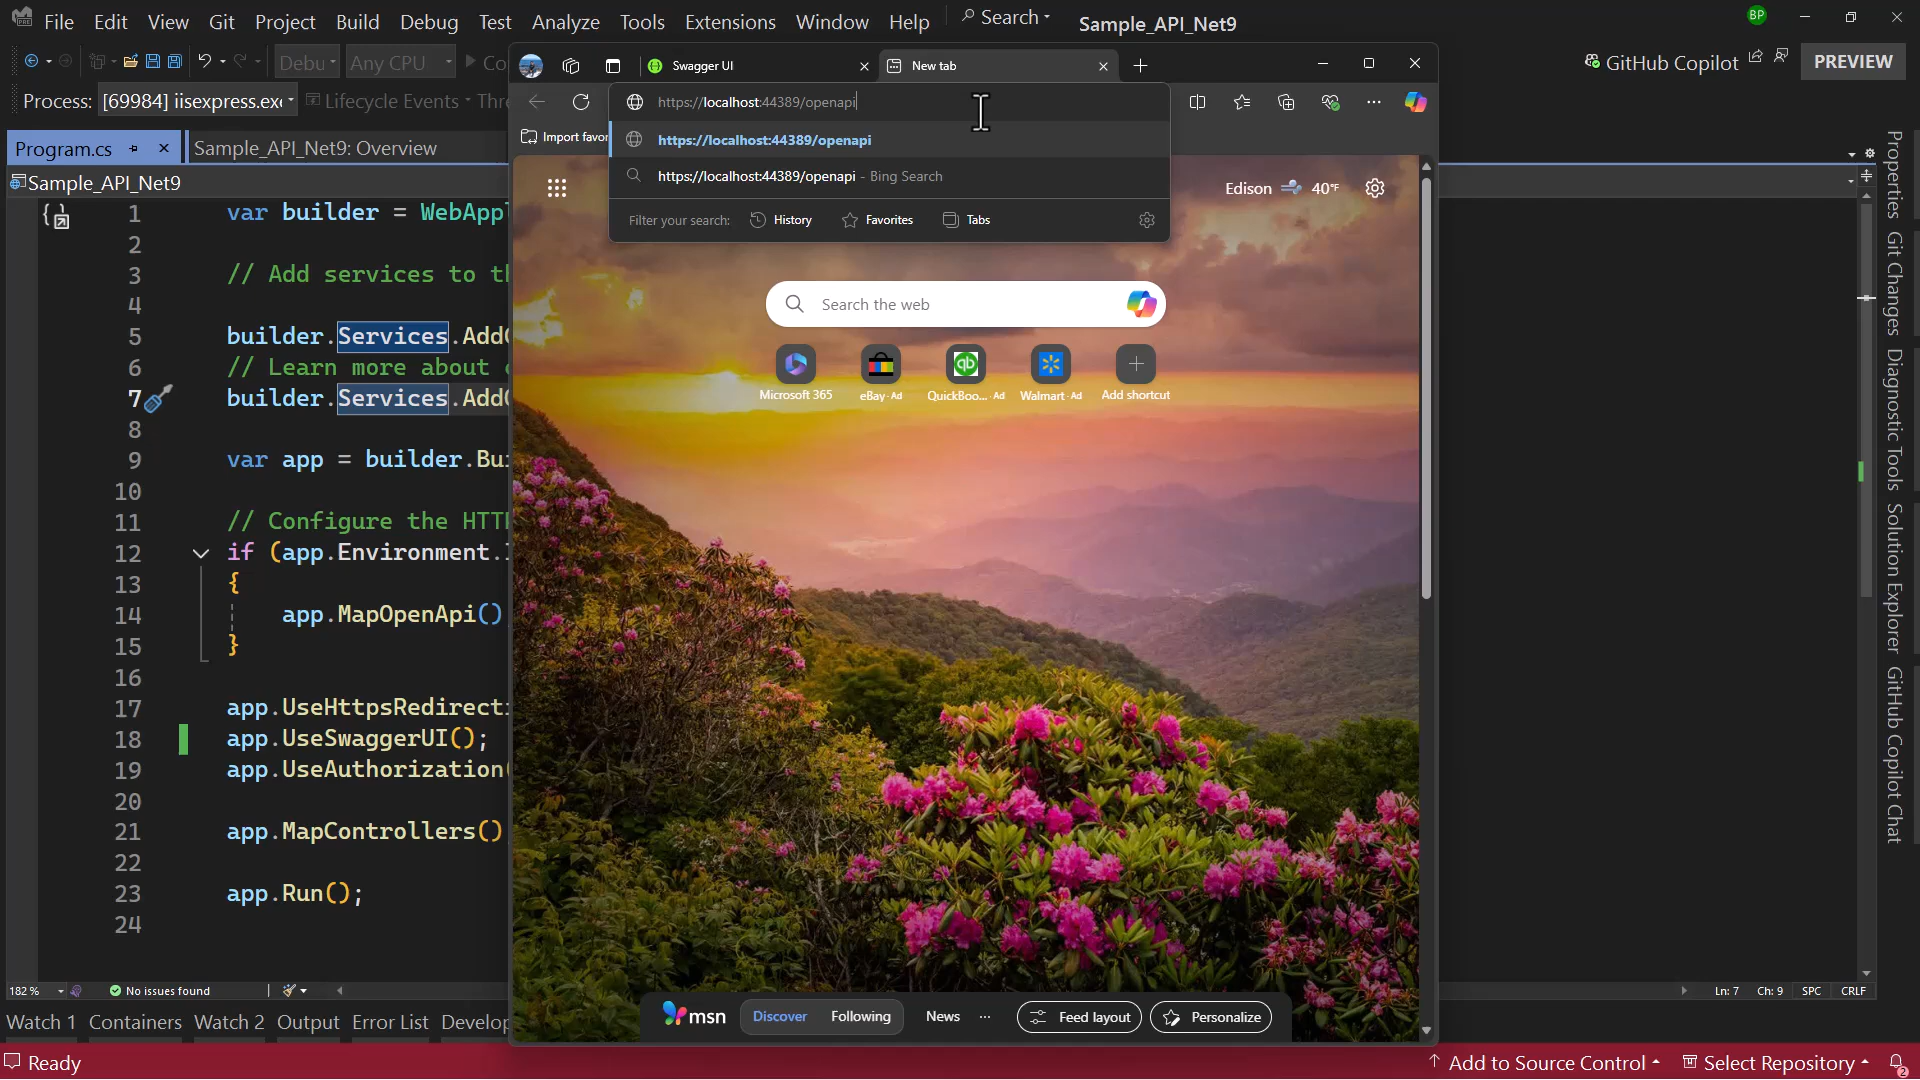 File Edit View Git Project Build Debug Test Analyze Tools Extensions Window Help Search Sample_API_Net9 BP
Debu Any CPU GitHub Copilot PREVIEW
Process: [69984] iisexpress.exe Lifecycle Events
Program.cs Sample_API_Net9: Overview
Sample_API_Net9
1 var builder =
2
3 // Add services to
4
5 builder.Services.
6 // Learn more about
7 builder.Services.
8
9 var app = builder.
10
11 // Configure the
12 if (app.Environment.
13 {
14 app.MapOpenApi()
15 }
16
17 app.
18 app.UseSwaggerUI();
19 app.UseAuthorization
20
21 app.MapControllers()
22
23 app.Run();
24
182 % No issues found
Watch 1 Containers Watch 2 Output Error List
Ready
Swagger UI New tab
https://localhost:44389/openapi
Import
https://localhost:44389/openapi
https://localhost:44389/openapi - Bing Search
Filter your search: History Favorites Tabs
Edison 40°F
Search the web
Microsoft 365 eBay · Ad QuickBoo... · Ad Walmart · Ad Add shortcut
qb
msn Discover Following News ... Feed layout Personalize
Properties
Git Changes
Diagnostic Tools
Solution Explorer
GitHub Copilot Chat
Ln: 7 Ch: 9 SPC CRLF
Add to Source Control Select Repository 2